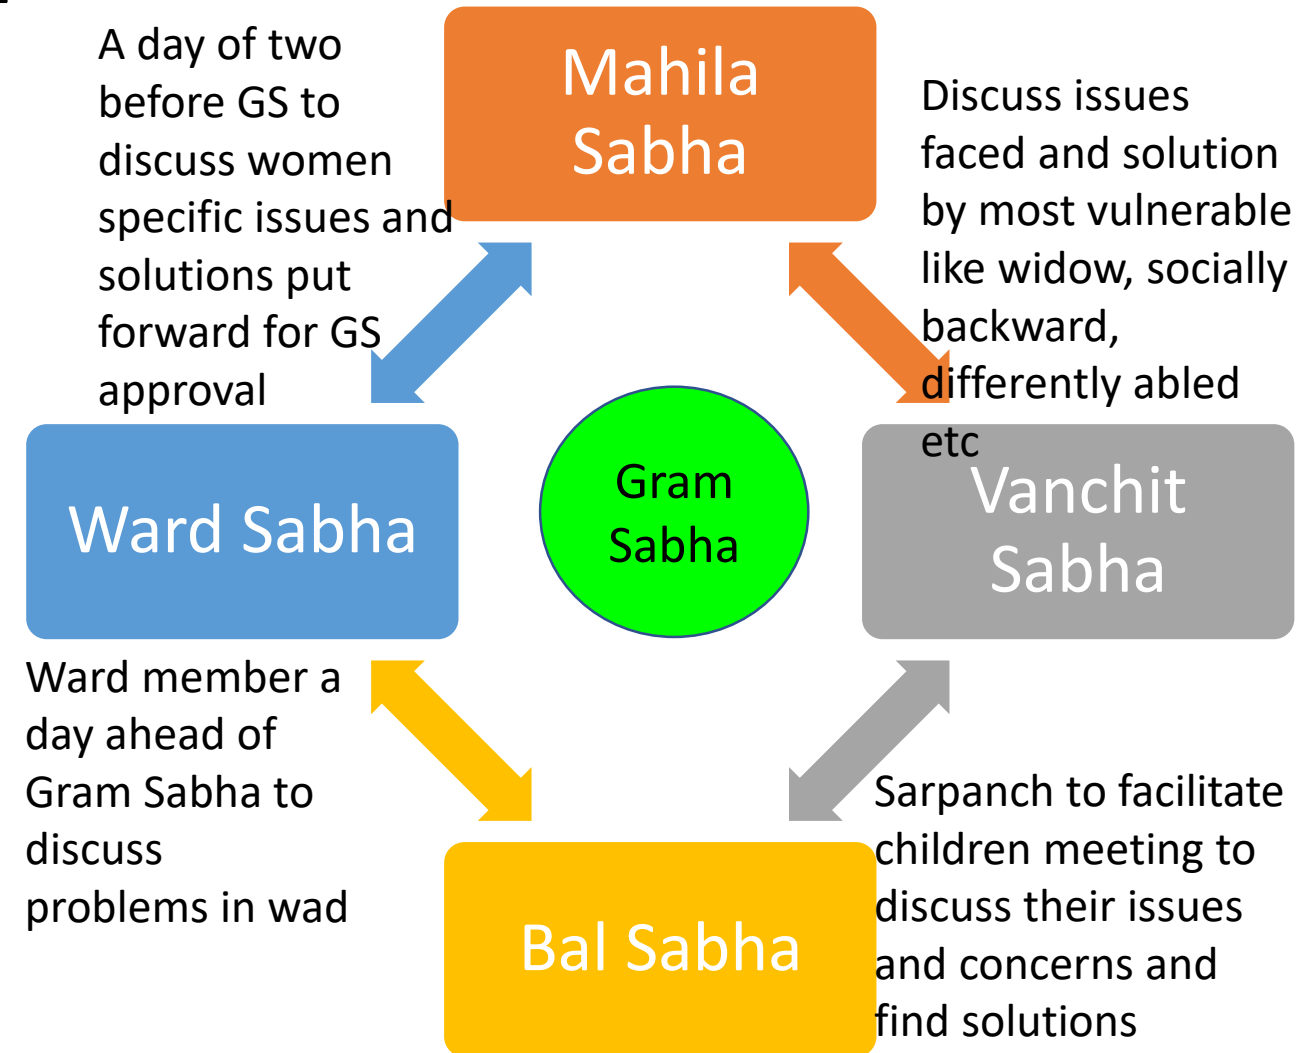 A day of two
before GS to
discuss women
specific issues and
solutions put
forward for GS
approval
Mahila
Sabha
Discuss issues
faced and solution
by most vulnerable
like widow, socially
backward,
differently abled
etc
Ward Sabha
Gram
Sabha
Vanchit
Sabha
Ward member a
day ahead of
Gram Sabha to
discuss
problems in wad
Bal Sabha
Sarpanch to facilitate
children meeting to
discuss their issues
and concerns and
find solutions